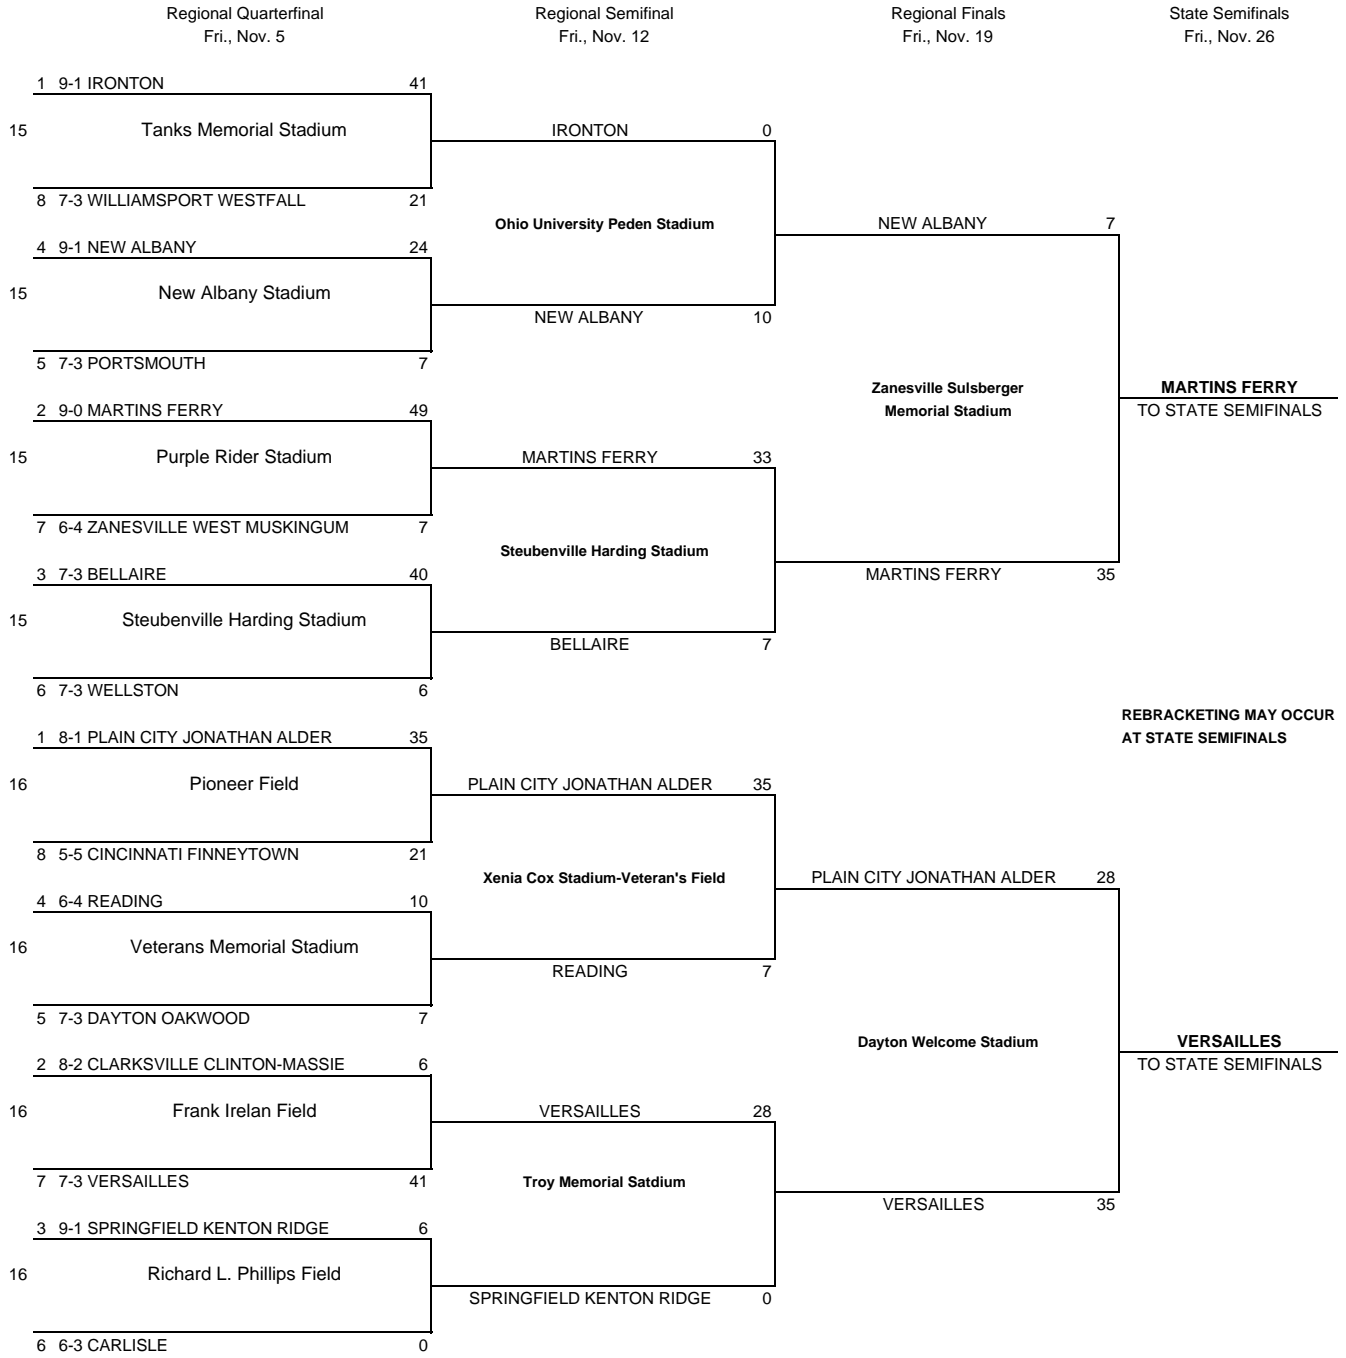 Regional Quarterfinal
Fri., Nov. 5
Regional Semifinal
Fri., Nov. 12
Regional Finals
Fri., Nov. 19
State Semifinals
Fri., Nov. 26
1 9-1 IRONTON 41
15 Tanks Memorial Stadium
8 7-3 WILLIAMSPORT WESTFALL 21
4 9-1 NEW ALBANY 24
15 New Albany Stadium
5 7-3 PORTSMOUTH 7
2 9-0 MARTINS FERRY 49
15 Purple Rider Stadium
7 6-4 ZANESVILLE WEST MUSKINGUM 7
3 7-3 BELLAIRE 40
15 Steubenville Harding Stadium
6 7-3 WELLSTON 6
1 8-1 PLAIN CITY JONATHAN ALDER 35
16 Pioneer Field
8 5-5 CINCINNATI FINNEYTOWN 21
4 6-4 READING 10
16 Veterans Memorial Stadium
5 7-3 DAYTON OAKWOOD 7
2 8-2 CLARKSVILLE CLINTON-MASSIE 6
16 Frank Irelan Field
7 7-3 VERSAILLES 41
3 9-1 SPRINGFIELD KENTON RIDGE 6
16 Richard L. Phillips Field
6 6-3 CARLISLE 0
IRONTON 0
Ohio University Peden Stadium
NEW ALBANY 10
MARTINS FERRY 33
Steubenville Harding Stadium
BELLAIRE 7
PLAIN CITY JONATHAN ALDER 35
Xenia Cox Stadium-Veteran's Field
READING 7
VERSAILLES 28
Troy Memorial Satdium
SPRINGFIELD KENTON RIDGE 0
NEW ALBANY 7
Zanesville Sulsberger
Memorial Stadium
MARTINS FERRY 35
PLAIN CITY JONATHAN ALDER 28
Dayton Welcome Stadium
VERSAILLES 35
MARTINS FERRY
TO STATE SEMIFINALS
REBRACKETING MAY OCCUR
AT STATE SEMIFINALS
VERSAILLES
TO STATE SEMIFINALS